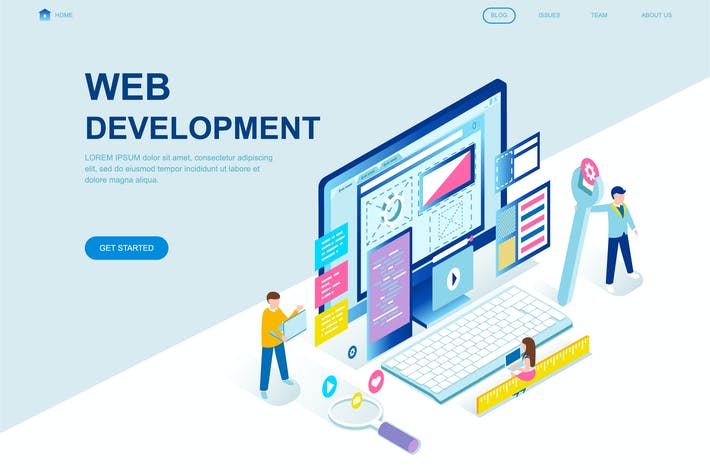 HOME
BLOG
ISSUES
TEAM
ABOUT US
WEB
DEVELOPMENT
LOREM IPSUM dolor sit amet, consectetur adipiscing
elit, sed do eiusmod tempor incididunt ut labore et
dolore magna aliqua.
GET STARTED